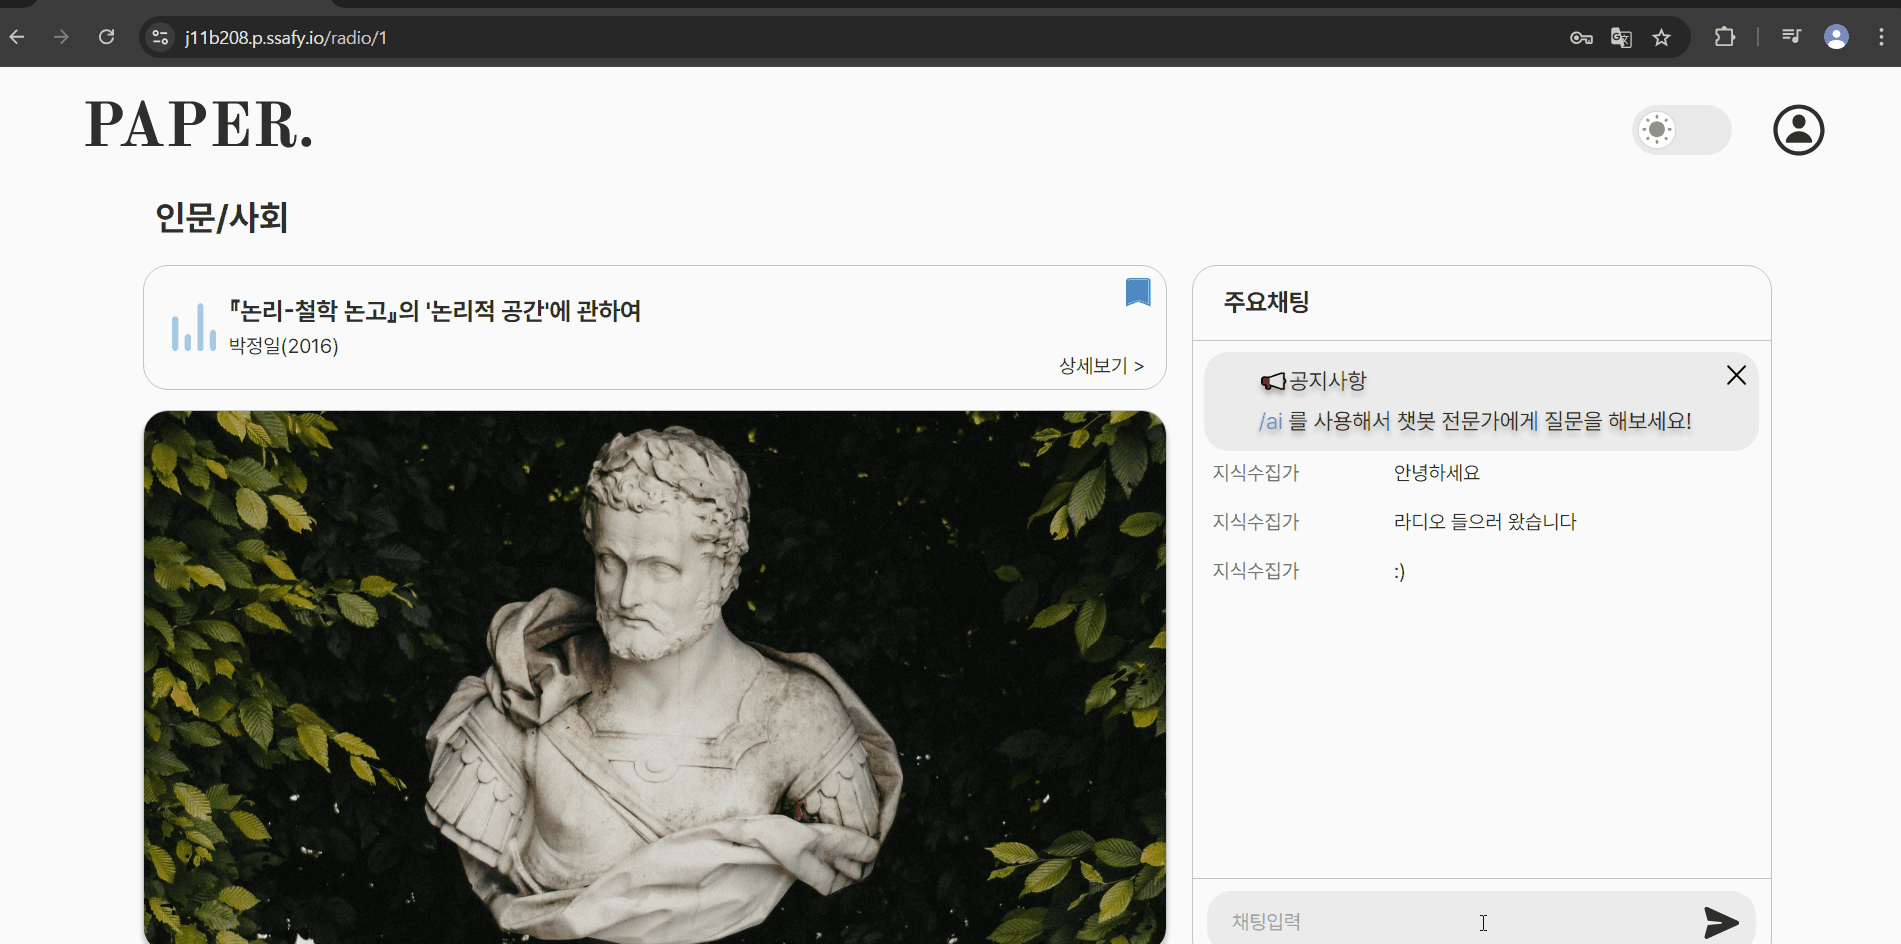 j11b208.p.ssafy.io/radio/1
PAPER.
인문/사회
『논리-철학 논고』의 '논리적 공간'에 관하여
박정일(2016)
상세보기 >
주요채팅
공지사항
/ai 를 사용해서 챗봇 전문가에게 질문을 해보세요!
지식수집가 안녕하세요
지식수집가 라디오 들으러 왔습니다
지식수집가 :)
채팅입력